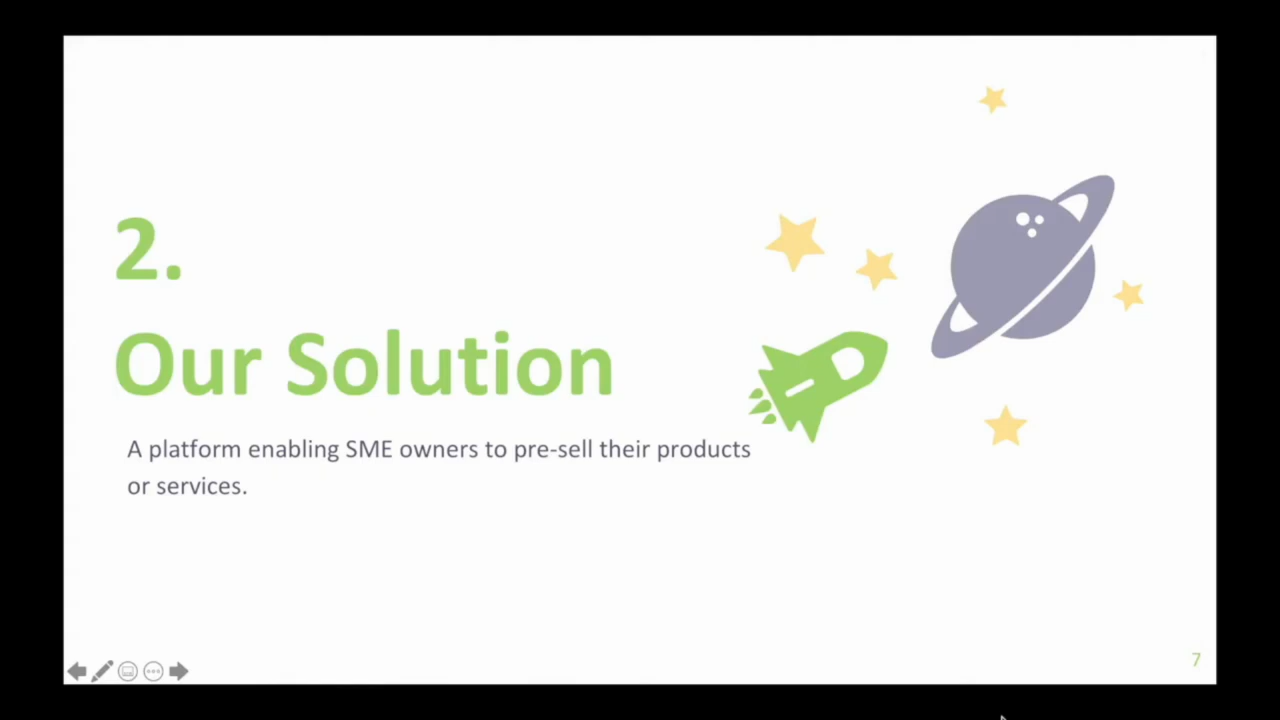 2.
Our Solution
A platform enabling SME owners to pre-sell their products
or services.
7